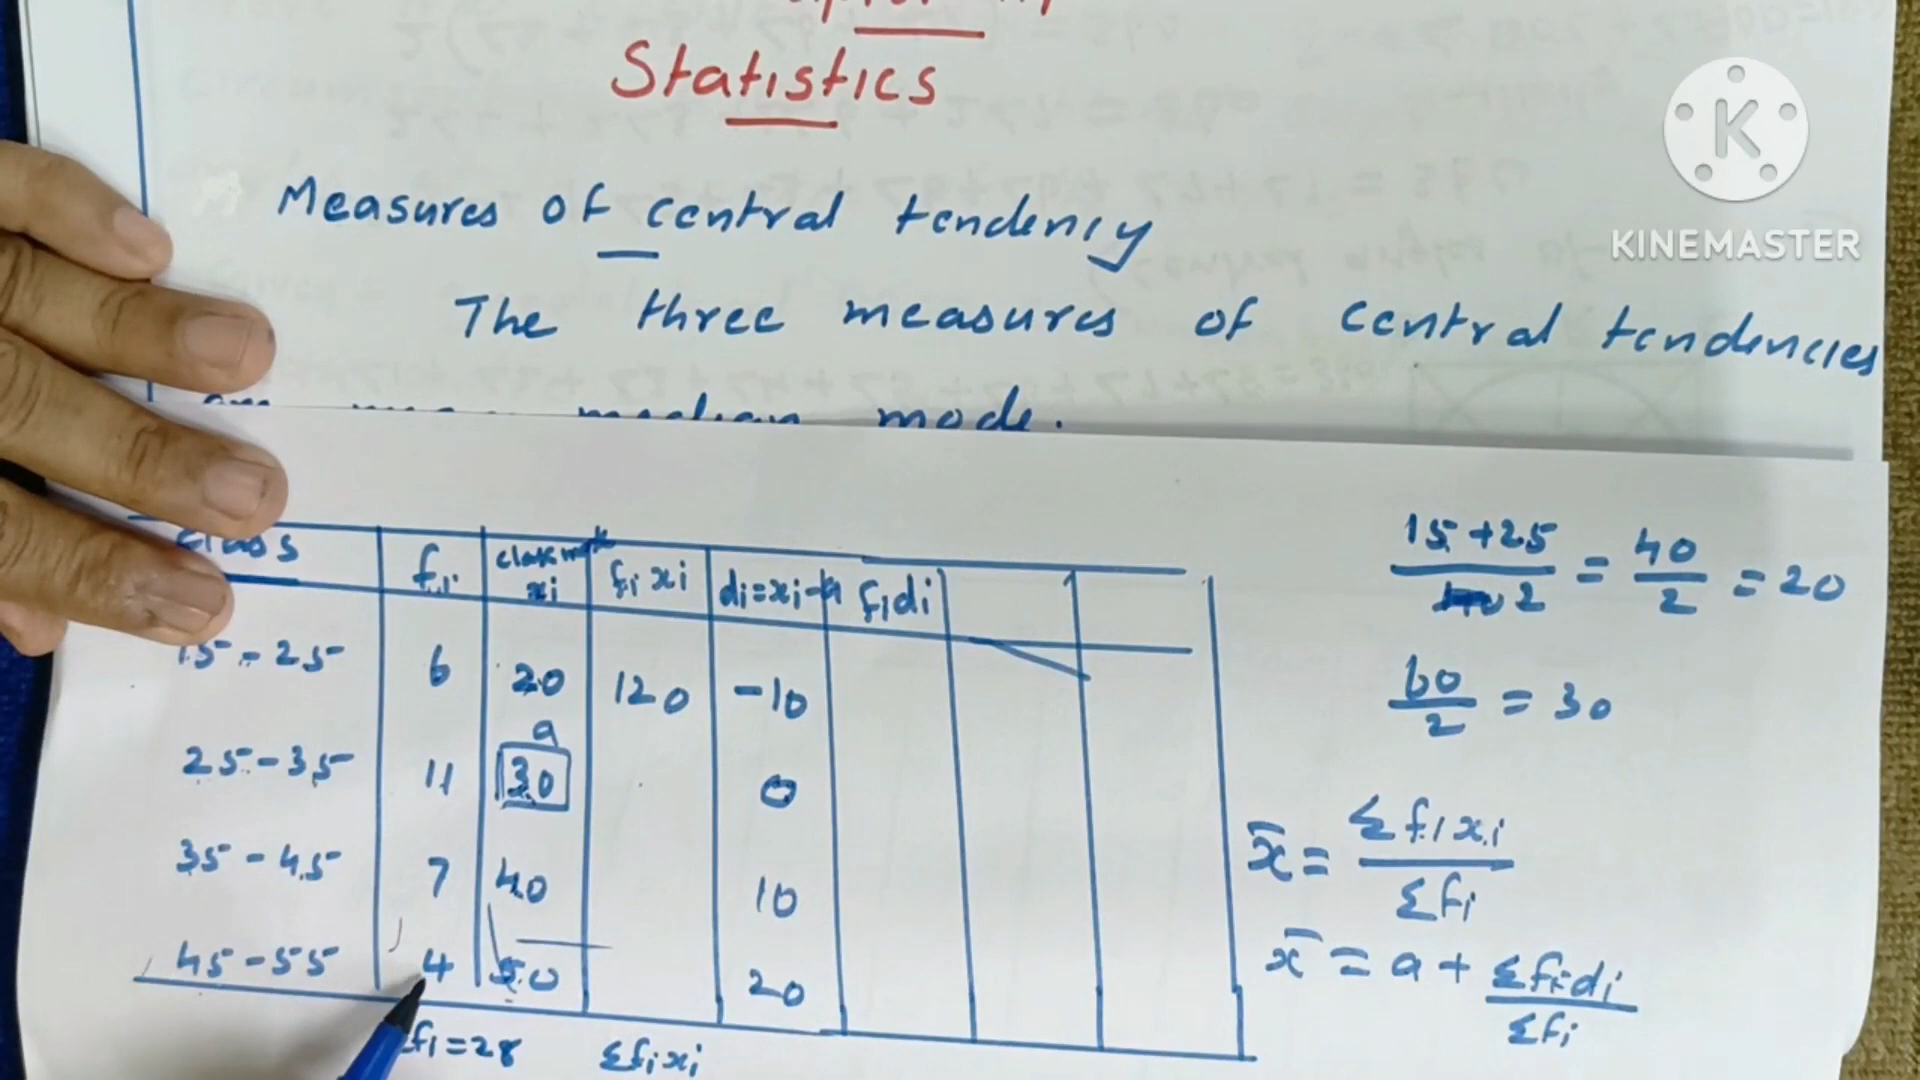 Statistics
Measures of central tendency
The three measures of central tendencies
median mode.
K
KINEMASTER
class fi class mark xi fi xi di=xi-a fidi
15-25 6 20 120 -10
a
25-35 11 30 0
35-45 7 40 10
45-55 4 50 20
fi=28 Σfixi
15+25/2 = 40/2 = 20
60/2 = 30
x̄ = Σfixi/Σfi
x̄ = a + Σfidi/Σfi